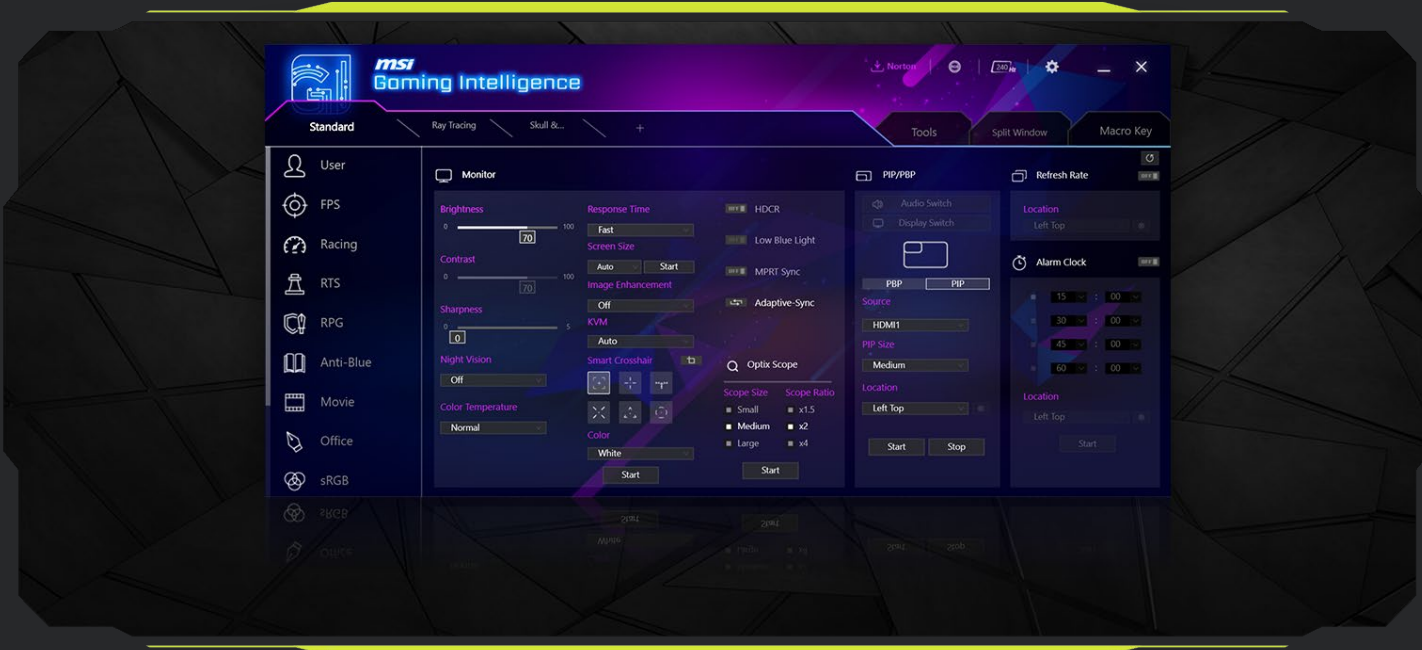 msi
Gaming Intelligence
Norton
240 Hz
Standard
Ray Tracing
Skull &...
+
Tools
Split Window
Macro Key
User
FPS
Racing
RTS
RPG
Anti-Blue
Movie
Office
sRGB
Monitor
Brightness
0 100
70
Contrast
0 100
70
Sharpness
0 5
0
Night Vision
Off
Color Temperature
Normal
Response Time
Fast
Screen Size
Auto Start
Image Enhancement
Off
KVM
Auto
Smart Crosshair
Color
White
Start
OFF HDCR
OFF Low Blue Light
OFF MPRT Sync
Adaptive-Sync
Optix Scope
Scope Size Scope Ratio
Small x1.5
Medium x2
Large x4
Start
PIP/PBP
Audio Switch
Display Switch
PBP PIP
Source
HDMI1
PIP Size
Medium
Location
Left Top
Start Stop
Refresh Rate OFF
Location
Left Top
Alarm Clock OFF
15 : 00
30 : 00
45 : 00
60 : 00
Location
Left Top
Start